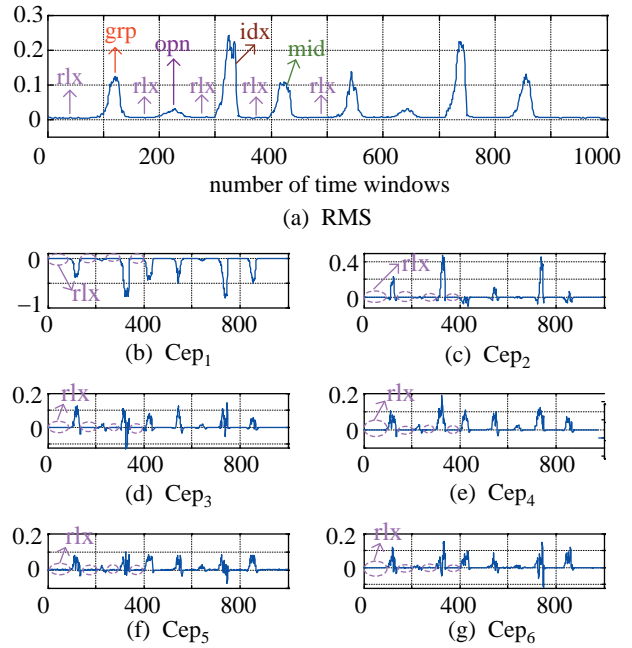 0.3
grp
opn
idx
mid
0.2
rlx
rlx
rlx
rlx
rlx
0.1
0
0
200
400
600
800
1000
number of time windows
(a) RMS
0
rlx
−1
0
400
800
(b) Cep1
0.4
rlx
0
0
400
800
(c) Cep2
0.2
rlx
0
0
400
800
(d) Cep3
0.2
rlx
0
0
400
800
(e) Cep4
0.2
rlx
0
0
400
800
(f) Cep5
0.2
rlx
0
0
400
800
(g) Cep6